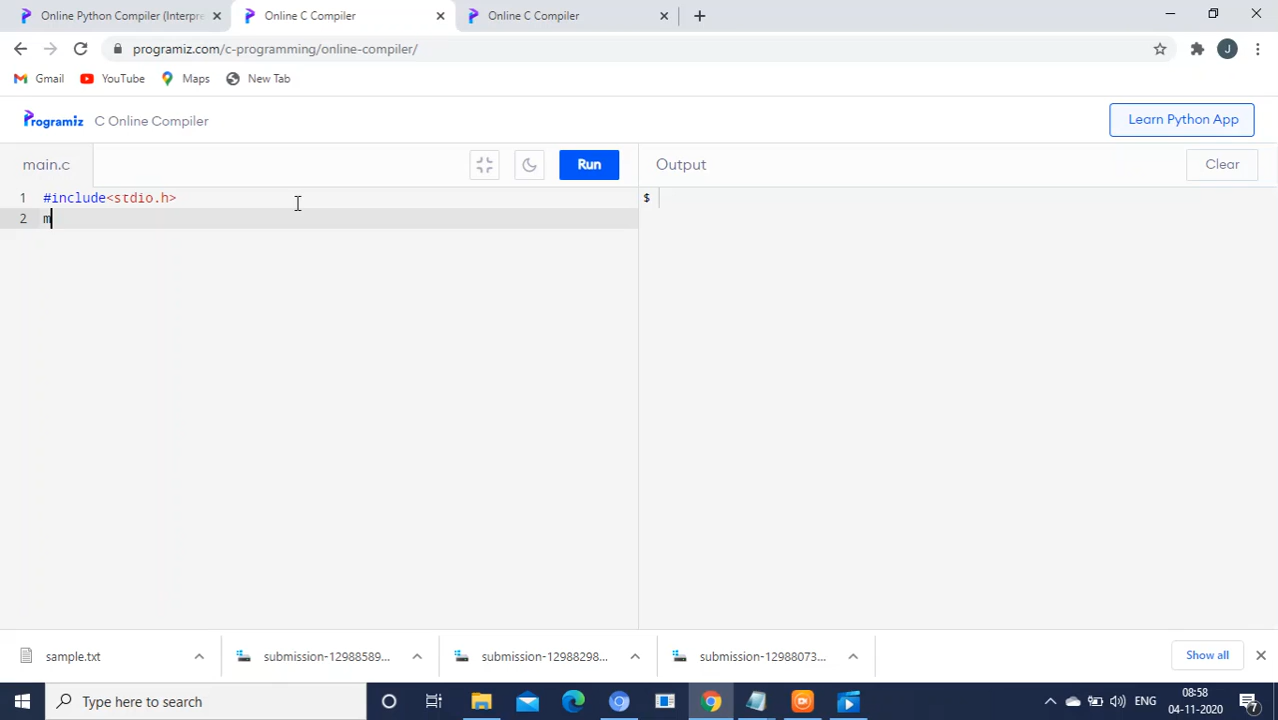 Online Python Compiler (Interpre
Online C Compiler
Online C Compiler
programiz.com/c-programming/online-compiler/
J
Gmail
YouTube
Maps
New Tab
Programiz
C Online Compiler
Learn Python App
main.c
Run
Output
Clear
1 #include<stdio.h>
2 m
$
sample.txt
submission-12988589...
submission-12988298...
submission-12988073...
Show all
Type here to search
ENG
08:58
04-11-2020
7